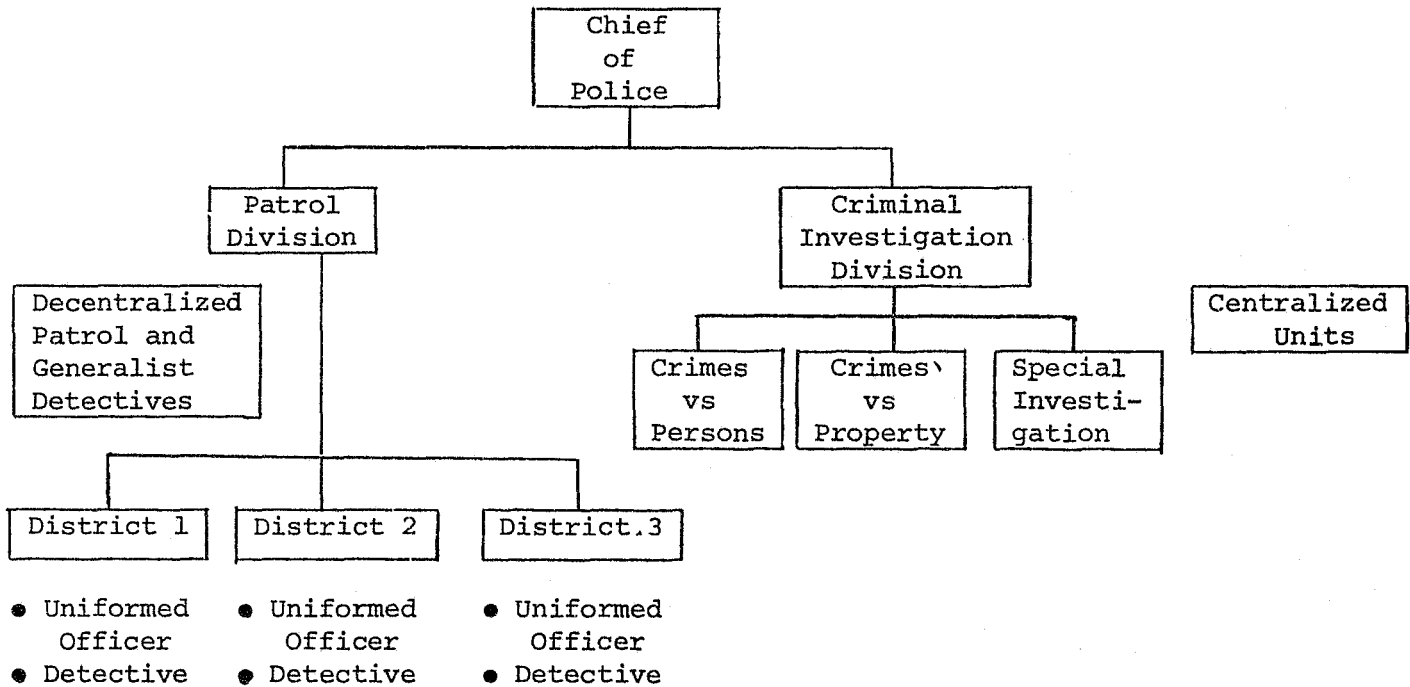 Chief
of
Police
Patrol
Division
Criminal
Investigation
Division
Decentralized
Patrol and
Generalist
Detectives
Centralized
Units
Crimes
vs
Persons
Crimes
vs
Property
Special
Investi-
gation
District 1
District 2
District.3
● Uniformed
Officer
● Detective
● Uniformed
Officer
● Detective
● Uniformed
Officer
● Detective